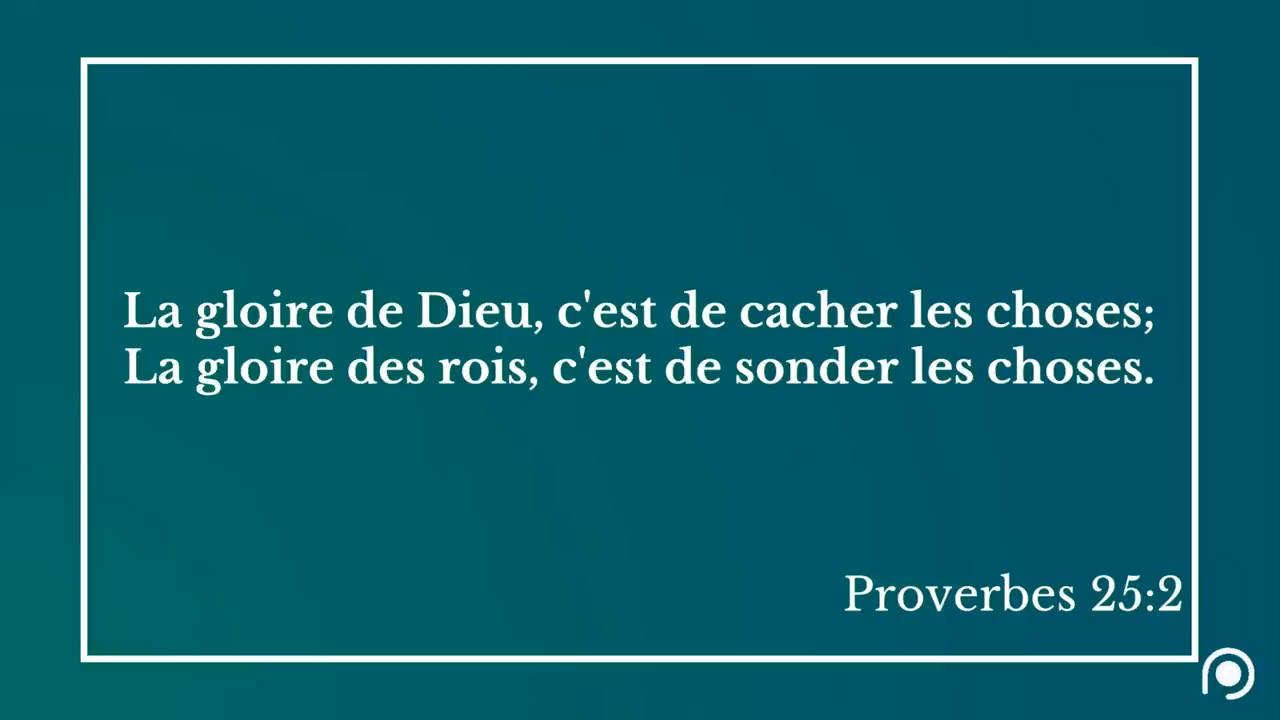 La gloire de Dieu, c'est de cacher les choses;
La gloire des rois, c'est de sonder les choses.
Proverbes 25:2